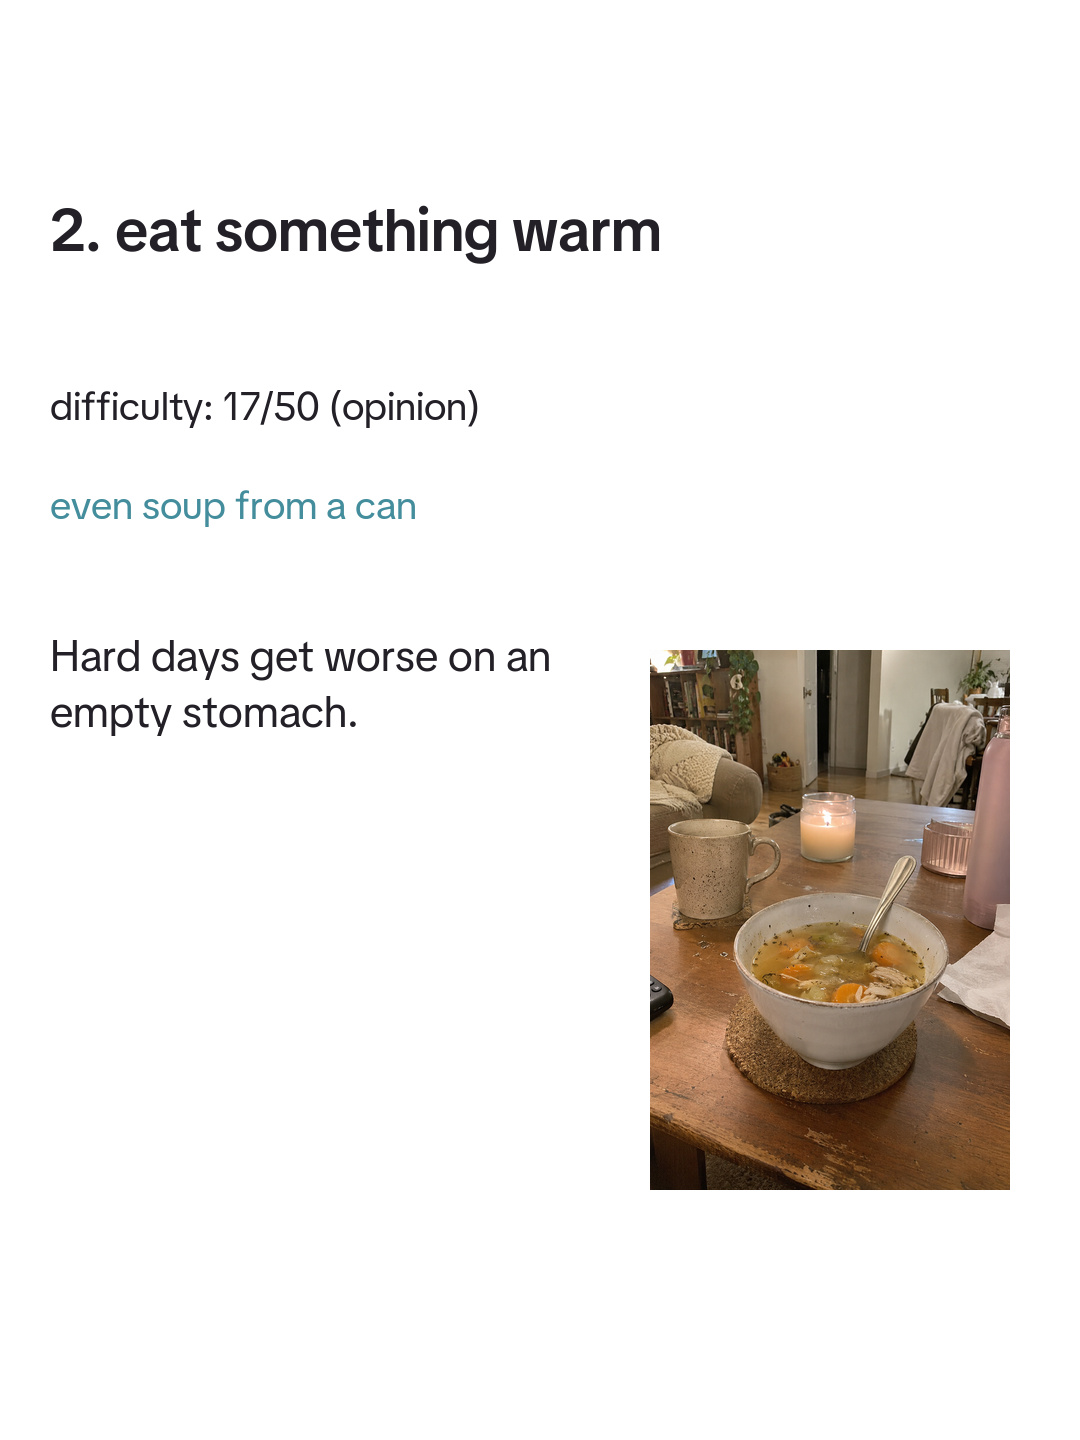 2. eat something warm
difficulty: 17/50 (opinion)
even soup from a can
Hard days get worse on an
empty stomach.